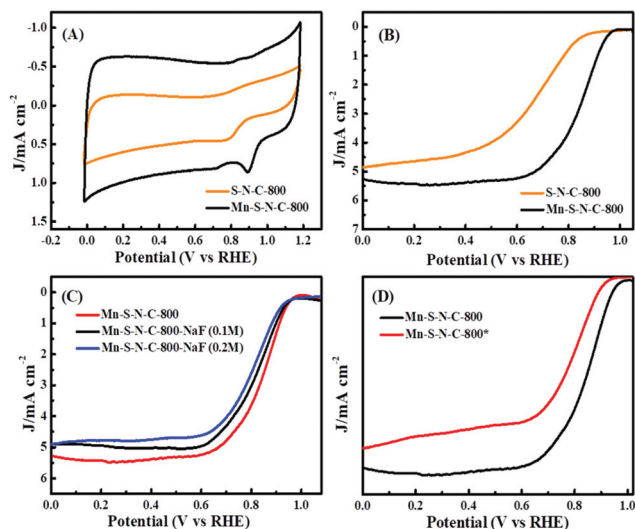 (A)
J/mA cm⁻²
-1.0
-0.5
0.0
0.5
1.0
1.5
S-N-C-800
Mn-S-N-C-800
-0.2 0.0 0.2 0.4 0.6 0.8 1.0 1.2
Potential (V vs RHE)
(B)
J/mA cm⁻²
0
1
2
3
4
5
6
7
S-N-C-800
Mn-S-N-C-800
0.0 0.2 0.4 0.6 0.8 1.0
Potential (V vs RHE)
(C)
J/mA cm⁻²
0
1
2
3
4
5
6
Mn-S-N-C-800
Mn-S-N-C-800-NaF (0.1M)
Mn-S-N-C-800-NaF (0.2M)
0.0 0.2 0.4 0.6 0.8 1.0
Potential (V vs RHE)
(D)
J/mA cm⁻²
Mn-S-N-C-800
Mn-S-N-C-800*
0.0 0.2 0.4 0.6 0.8 1.0
Potential (V vs RHE)